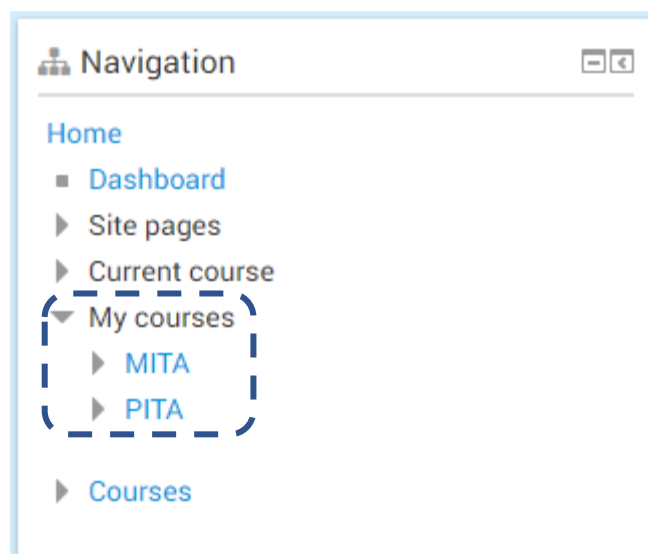 Navigation
Home
Dashboard
Site pages
Current course
My courses
MITA
PITA
Courses